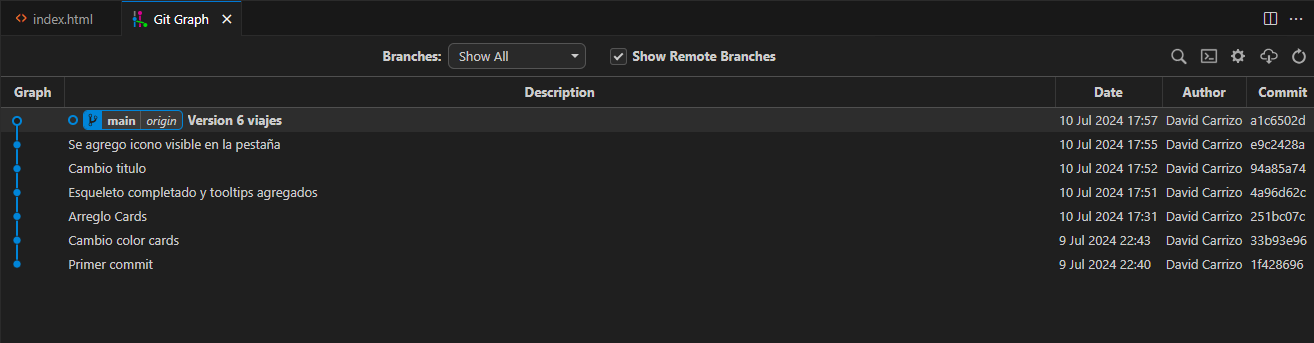 index.html Git Graph
Branches: Show All Show Remote Branches
Graph Description Date Author Commit
main origin Version 6 viajes 10 Jul 2024 17:57 David Carrizo a1c6502d
Se agrego icono visible en la pestaña 10 Jul 2024 17:55 David Carrizo e9c2428a
Cambio titulo 10 Jul 2024 17:52 David Carrizo 94a85a74
Esqueleto completado y tooltips agregados 10 Jul 2024 17:51 David Carrizo 4a96d62c
Arreglo Cards 10 Jul 2024 17:31 David Carrizo 251bc07c
Cambio color cards 9 Jul 2024 22:43 David Carrizo 33b93e96
Primer commit 9 Jul 2024 22:40 David Carrizo 1f428696